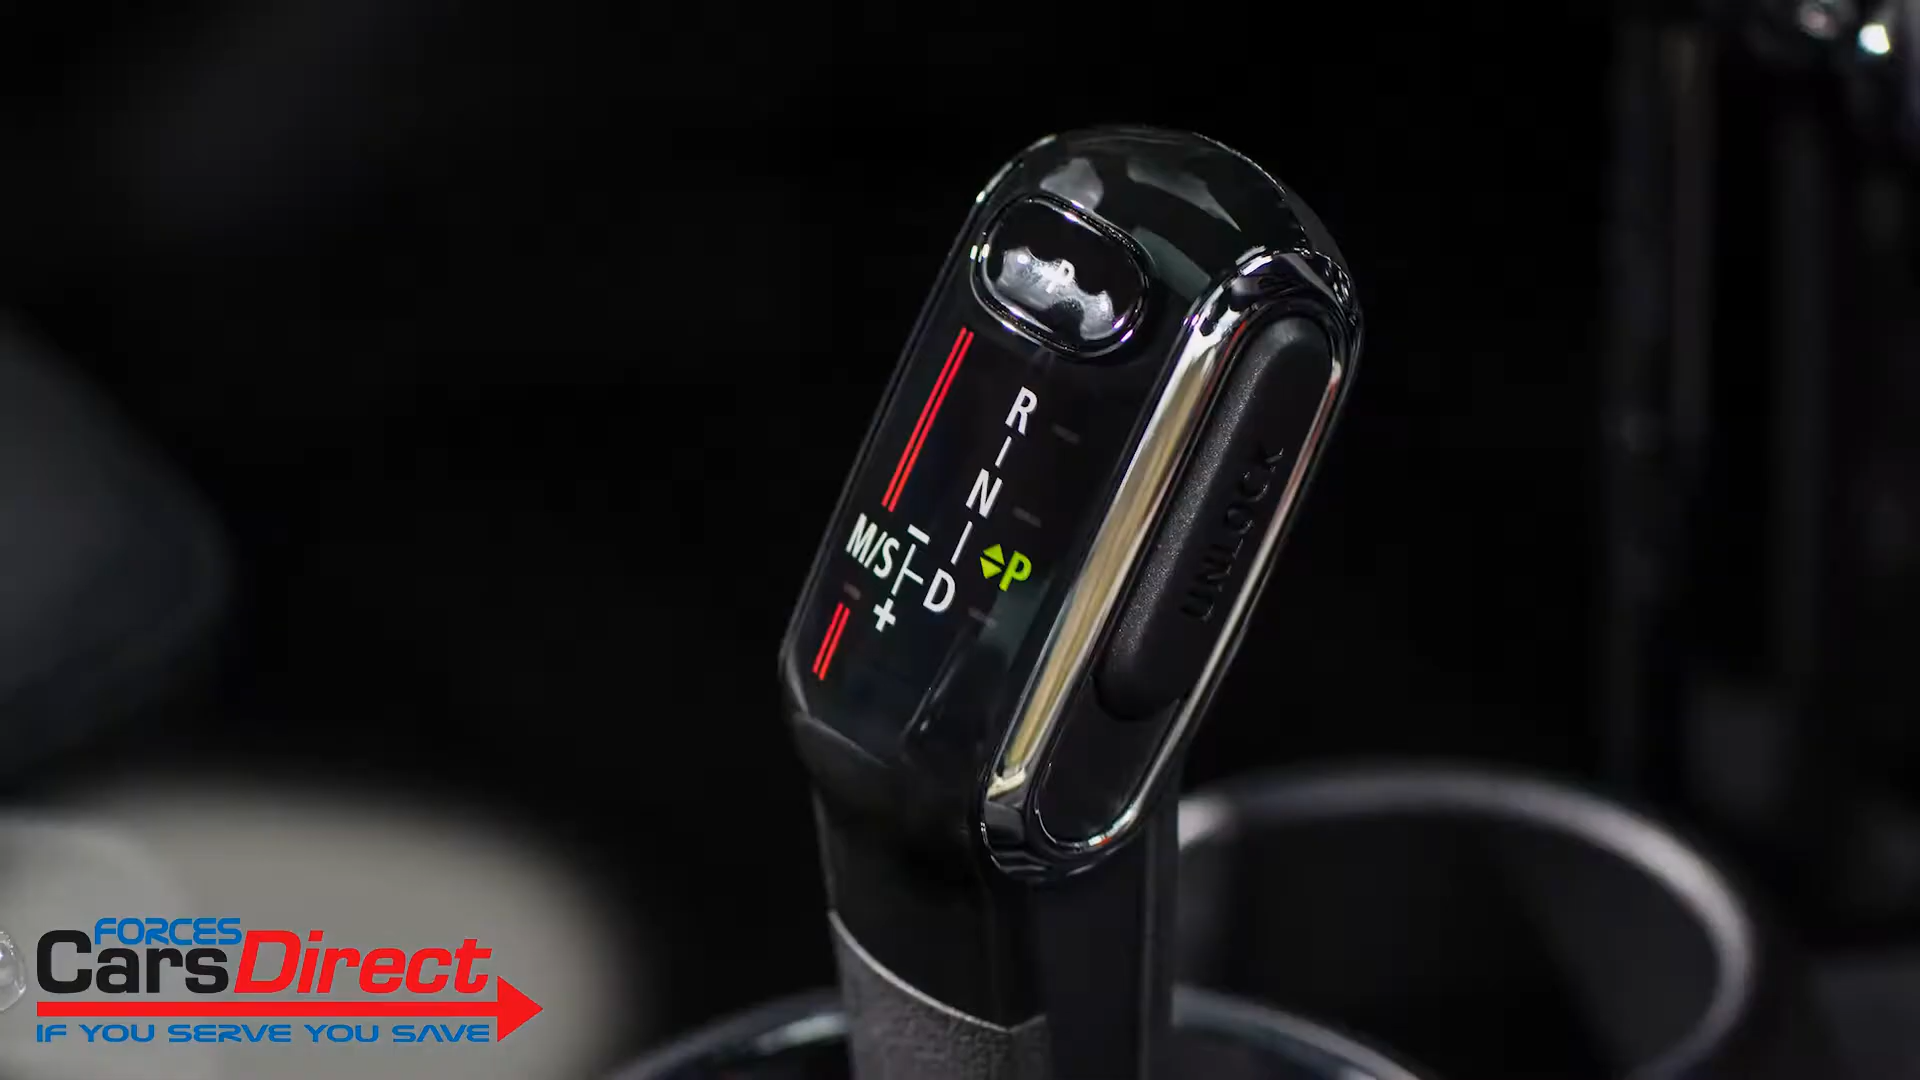 P
R
N
M/S
−
+
D
P
UNLOCK
FORCES
CarsDirect
IF YOU SERVE YOU SAVE